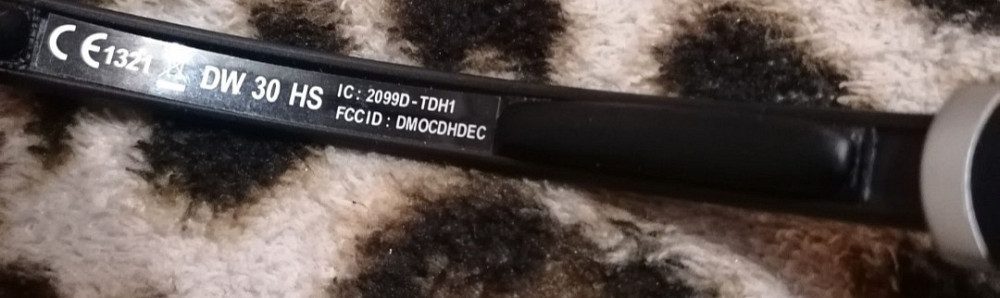 CE1321 DW 30 HS
IC: 2099D-TDH1
FCCID: DMOCDHDEC